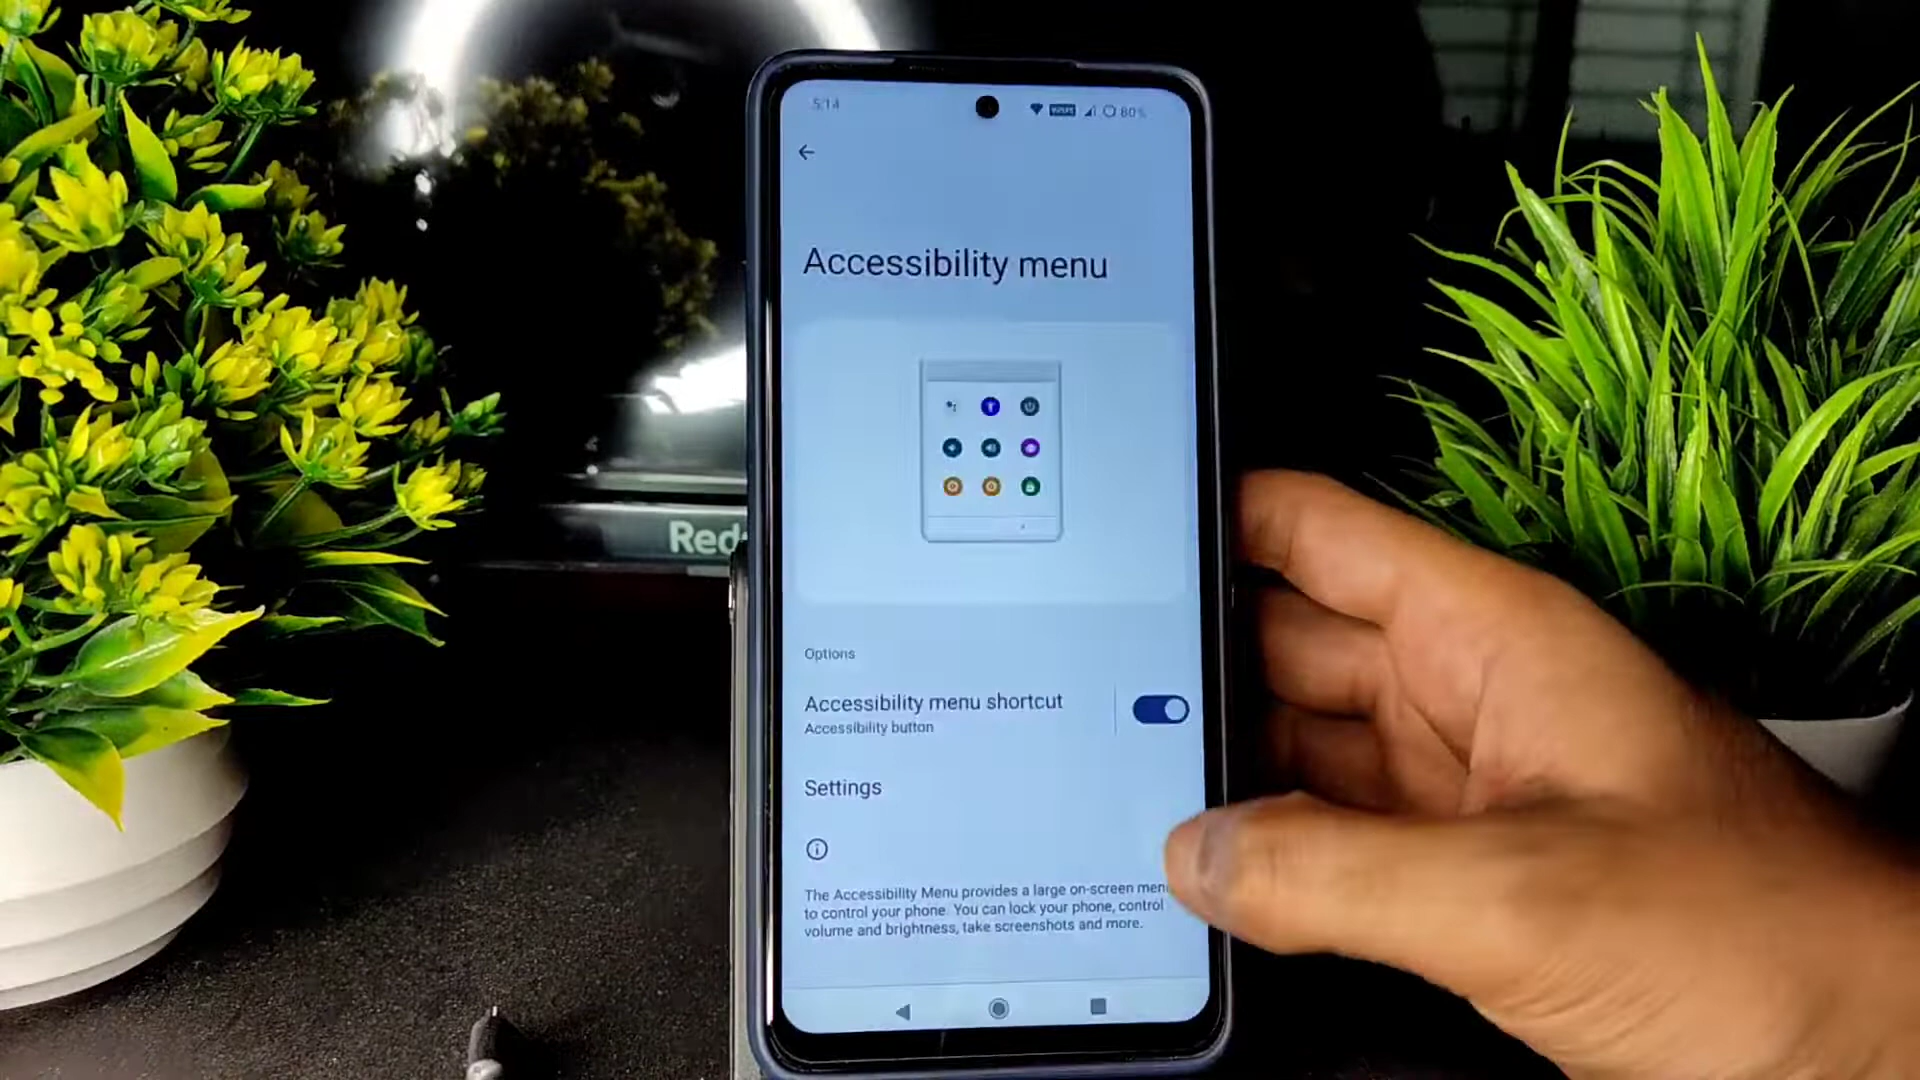 5:14
80%
Accessibility menu
Red
Options
Accessibility menu shortcut
Accessibility button
Settings
The Accessibility Menu provides a large on-screen men
to control your phone. You can lock your phone, control
volume and brightness, take screenshots and more.